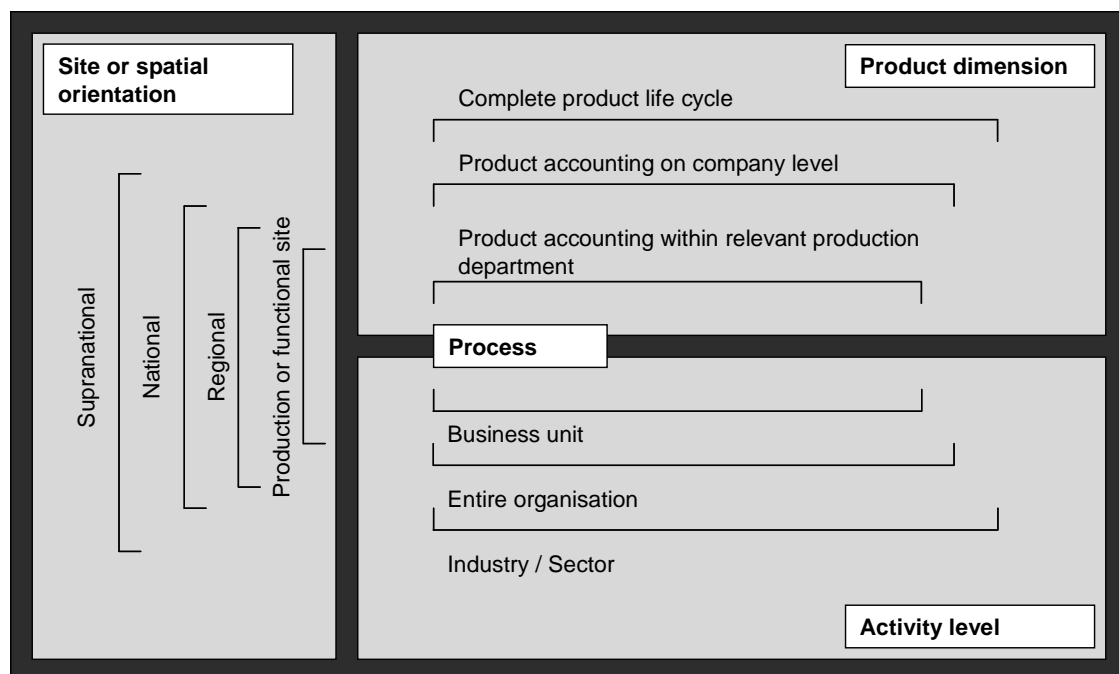 Site or spatial
orientation
Supranational
National
Regional
Production or functional site
Product dimension
Complete product life cycle
Product accounting on company level
Product accounting within relevant production
department
Process
Business unit
Entire organisation
Industry / Sector
Activity level